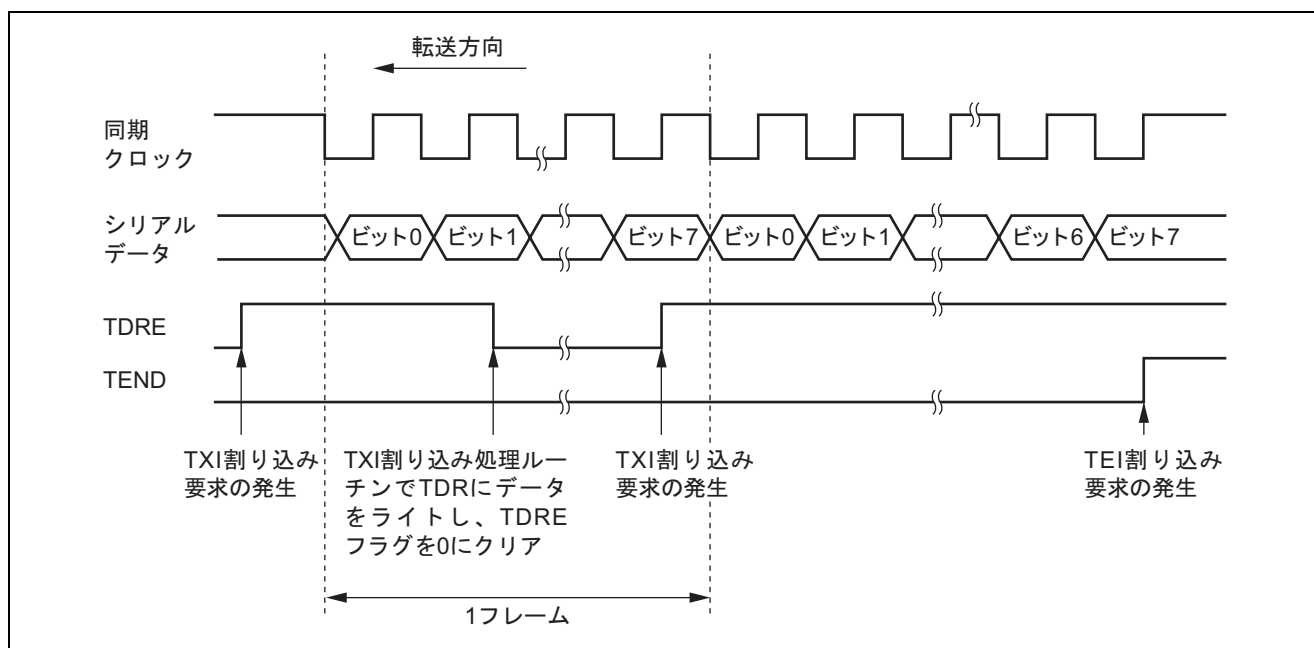 転送方向
同期
クロック
シリアル
データ
ビット0
ビット1
ビット7
ビット0
ビット1
ビット6
ビット7
TDRE
TEND
TXI割り込み
要求の発生
TXI割り込み処理ルー
チンでTDRにデータ
をライトし、TDRE
フラグを0にクリア
TXI割り込み
要求の発生
TEI割り込み
要求の発生
1フレーム